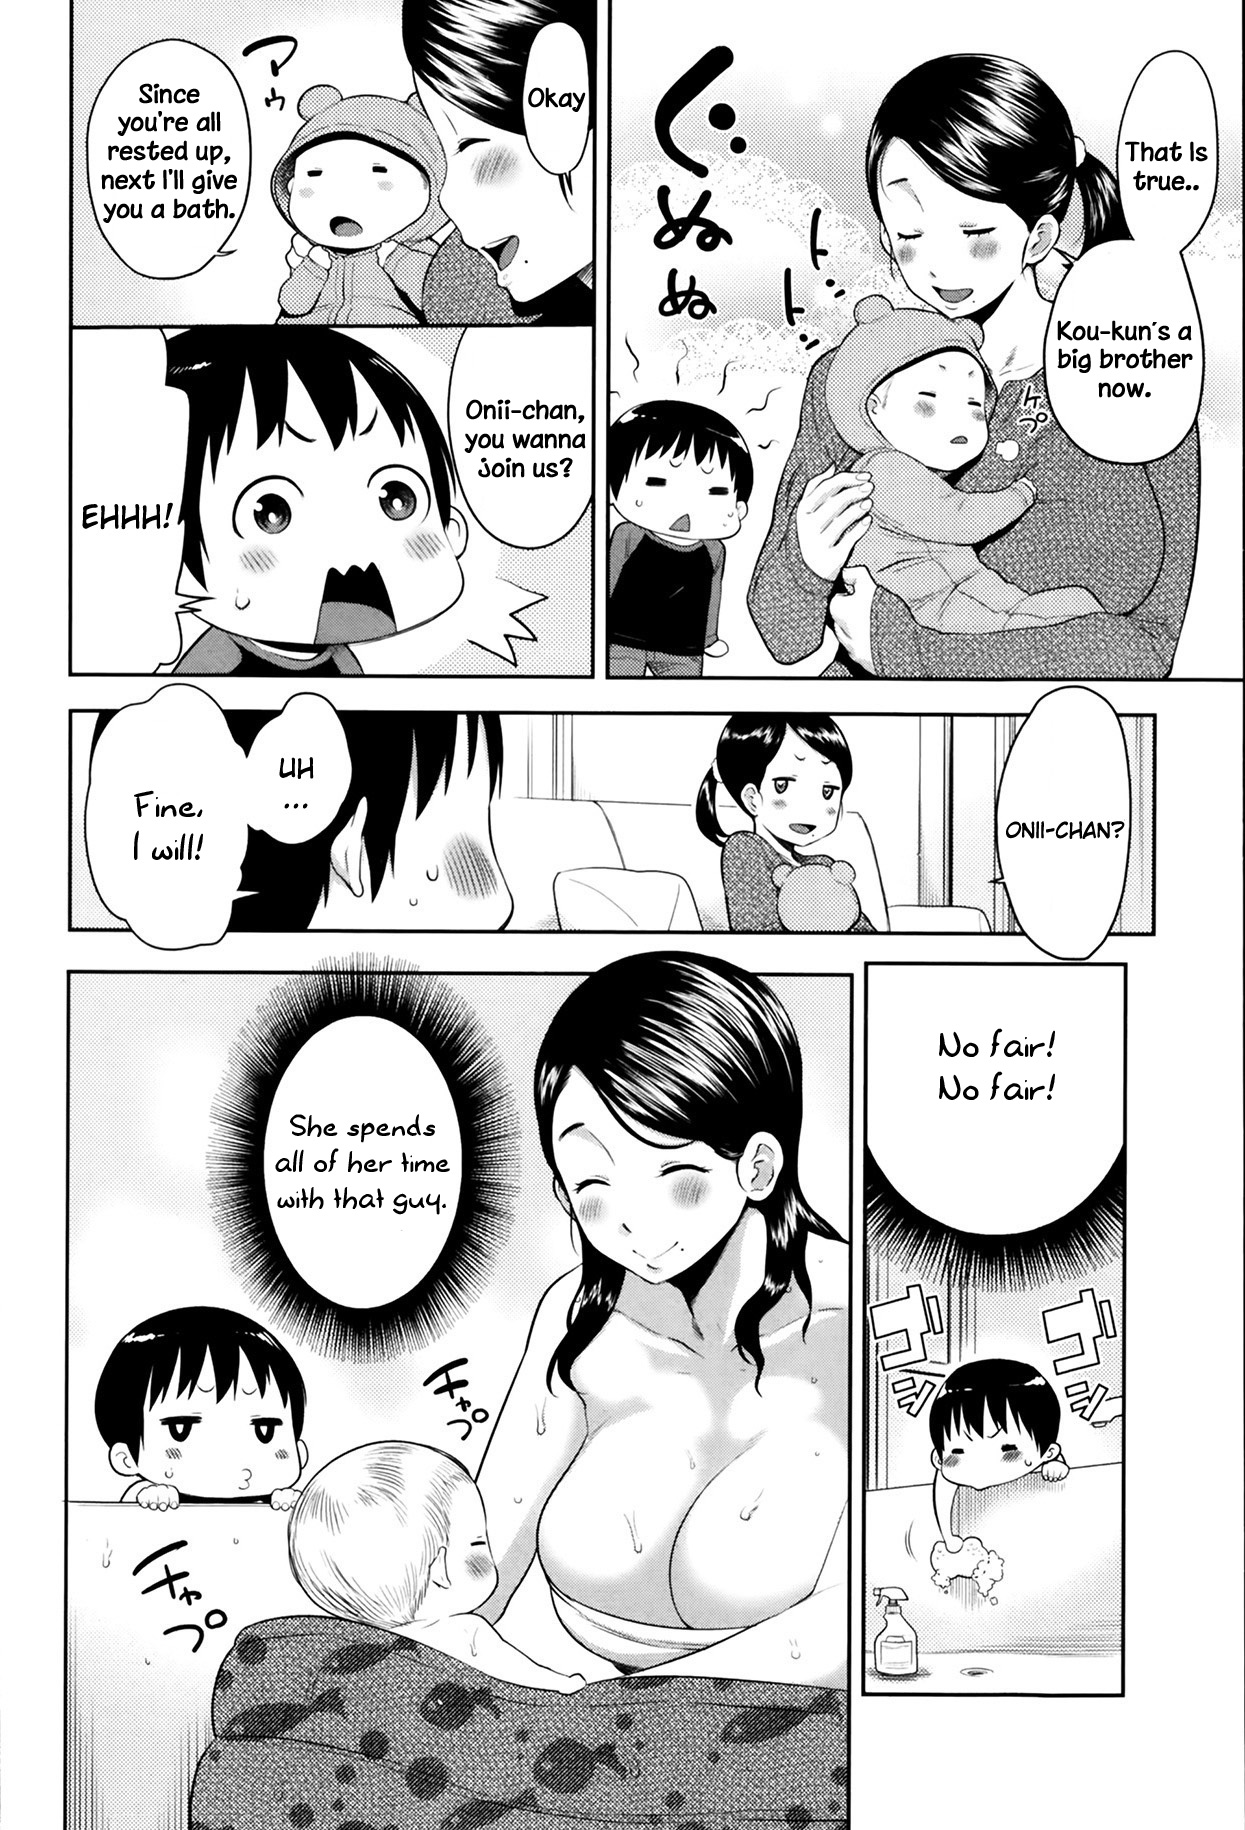 That Is
true..
Kou-kun's a
big brother
now.
ぐぬぬ
トントン
ケプ
Okay
Since
you're all
rested up,
next I'll give
you a bath.
アゥ
Onii-chan,
you wanna
join us?
EHHH!
ONII-CHAN?
UH
...
Fine,
I will!
No fair!
No fair!
ゴシ
ゴシ
She spends
all of her time
with that guy.
チャプ
チャプ